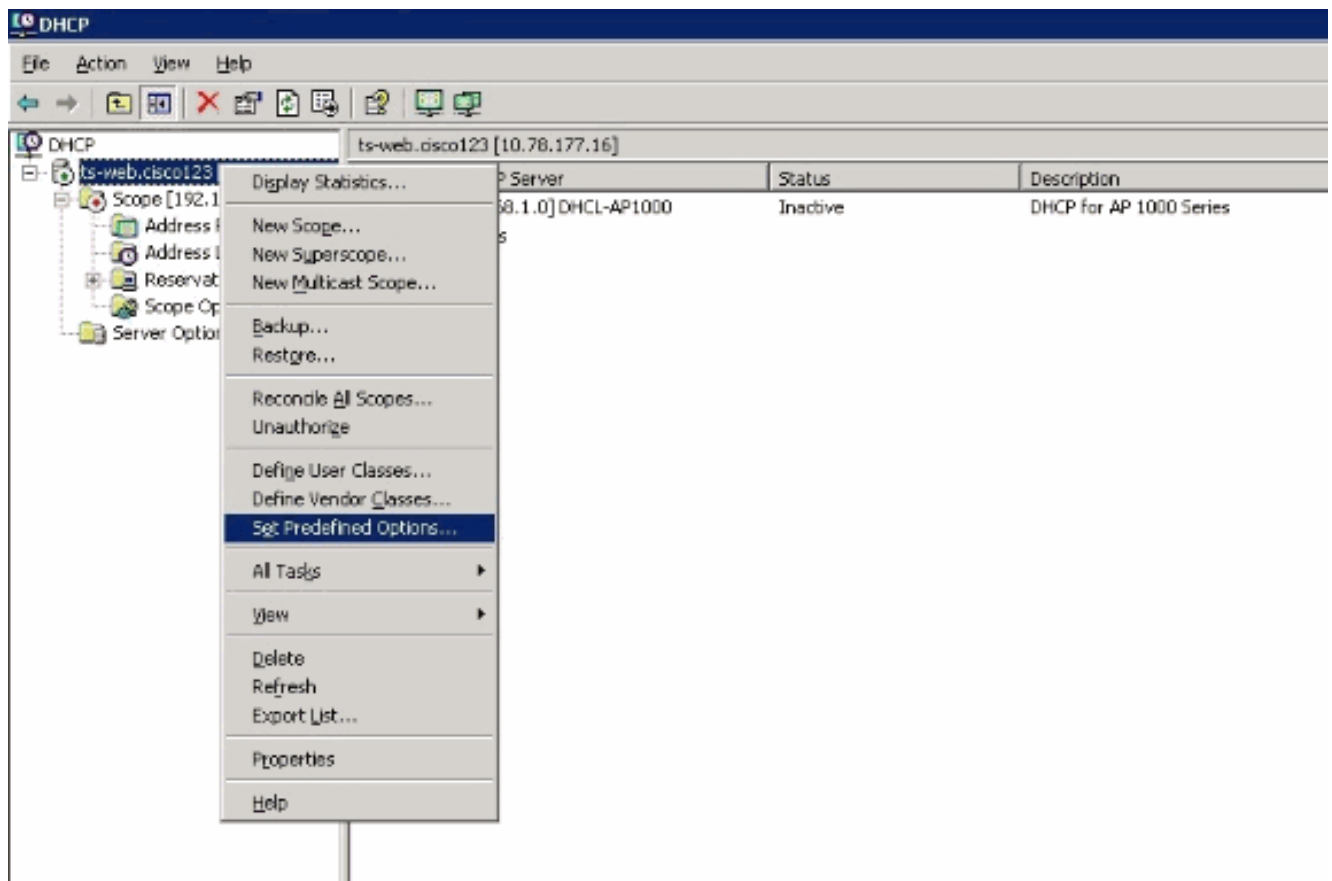 DHCP
File Action View Help
DHCP
ts-web.cisco123 [10.78.177.16]
ts-web.cisco123
P Server Status Description
Scope [192.1
68.1.0] DHCL-AP1000 Inactive DHCP for AP 1000 Series
Address
s
Address
Reservat
Scope Op
Server Option
Display Statistics...
New Scope...
New Superscope...
New Multicast Scope...
Backup...
Restore...
Reconcile All Scopes...
Unauthorize
Define User Classes...
Define Vendor Classes...
Set Predefined Options...
All Tasks
View
Delete
Refresh
Export List...
Properties
Help